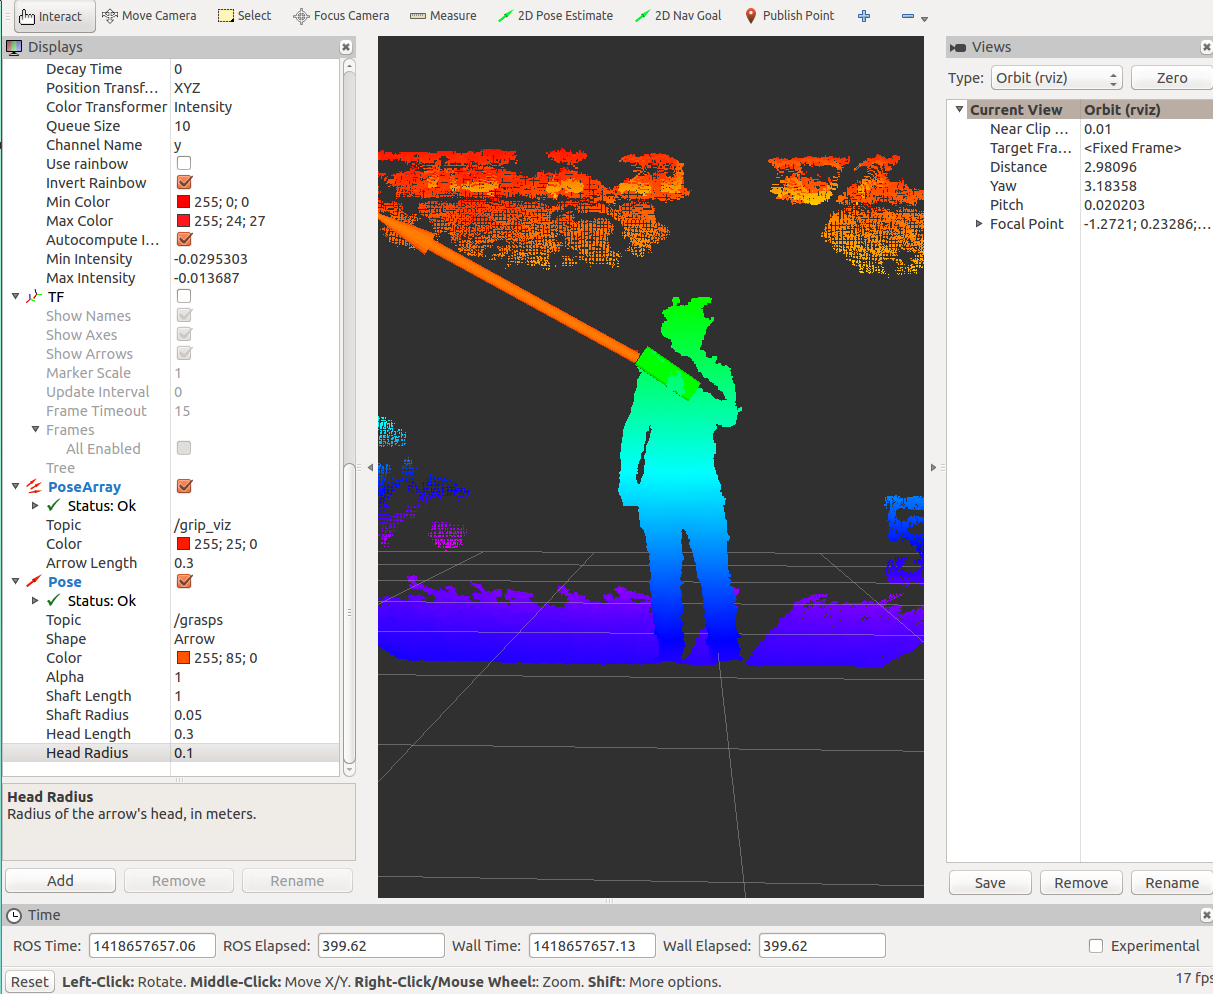 Interact Move Camera Select Focus Camera Measure 2D Pose Estimate 2D Nav Goal Publish Point
Displays
Decay Time 0
Position Transf... XYZ
Color Transformer Intensity
Queue Size 10
Channel Name y
Use rainbow
Invert Rainbow
Min Color 255; 0; 0
Max Color 255; 24; 27
Autocompute I...
Min Intensity -0.0295303
Max Intensity -0.013687
TF
Show Names
Show Axes
Show Arrows
Marker Scale 1
Update Interval 0
Frame Timeout 15
Frames
All Enabled
Tree
PoseArray
Status: Ok
Topic /grip_viz
Color 255; 25; 0
Arrow Length 0.3
Pose
Status: Ok
Topic /grasps
Shape Arrow
Color 255; 85; 0
Alpha 1
Shaft Length 1
Shaft Radius 0.05
Head Length 0.3
Head Radius 0.1
Head Radius
Radius of the arrow's head, in meters.
Add Remove Rename
Views
Type: Orbit (rviz) Zero
Current View Orbit (rviz)
Near Clip ... 0.01
Target Fra... <Fixed Frame>
Distance 2.98096
Yaw 3.18358
Pitch 0.020203
Focal Point -1.2721; 0.23286;...
Save Remove Rename
Time
ROS Time: 1418657657.06 ROS Elapsed: 399.62 Wall Time: 1418657657.13 Wall Elapsed: 399.62 Experimental
Reset Left-Click: Rotate. Middle-Click: Move X/Y. Right-Click/Mouse Wheel:: Zoom. Shift: More options. 17 fps